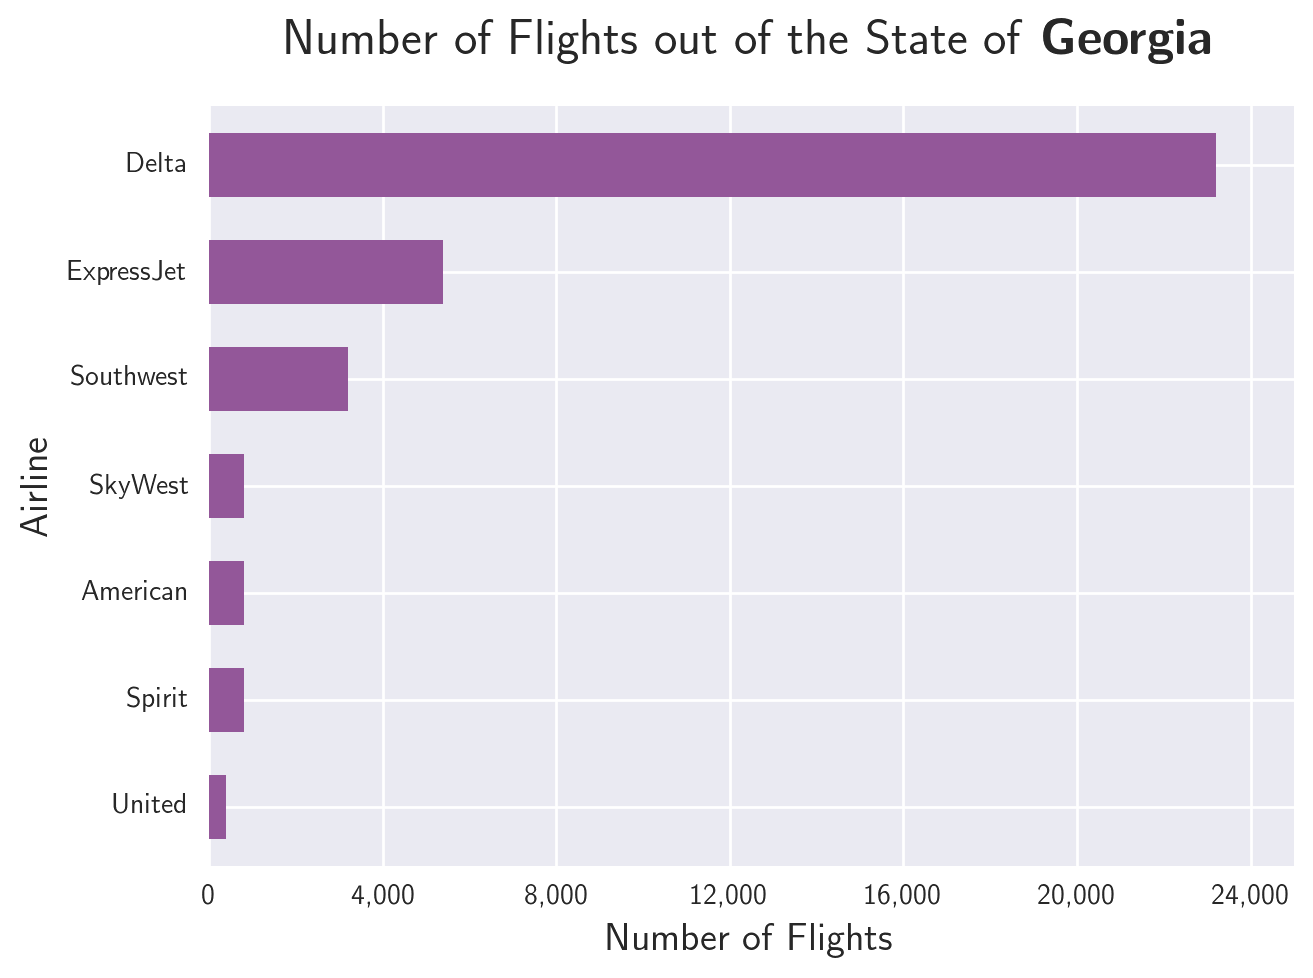 Number of Flights out of the State of Georgia
Delta
ExpressJet
Southwest
SkyWest
American
Spirit
United
Airline
0 4,000 8,000 12,000 16,000 20,000 24,000
Number of Flights